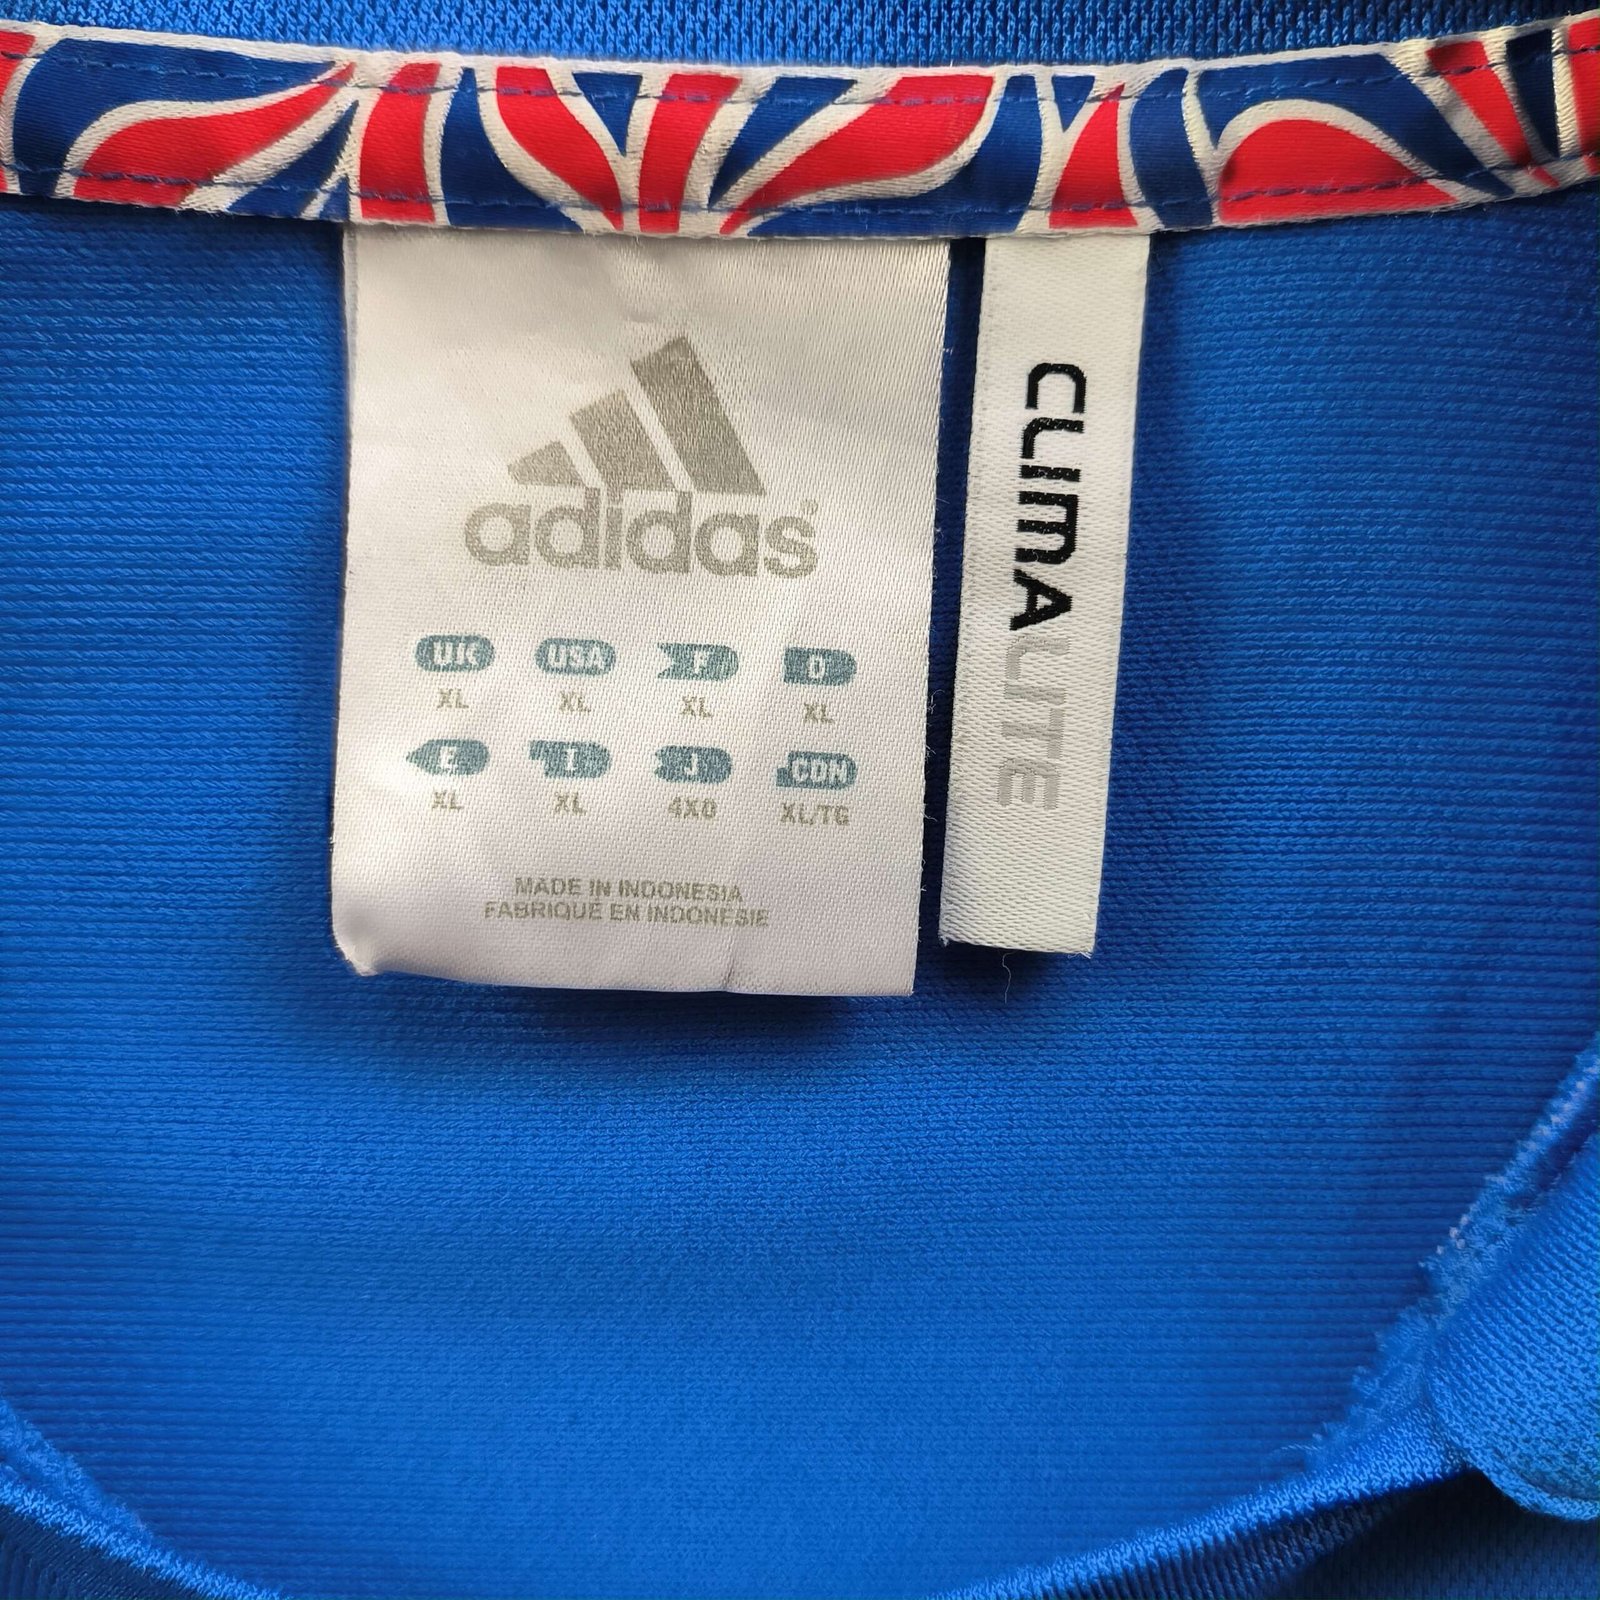 adidas®
UK USA F D
XL XL XL XL
E I J CDN
XL XL 4XO XL/TG
MADE IN INDONESIA
FABRIQUÉ EN INDONESIE
CLIMALITE